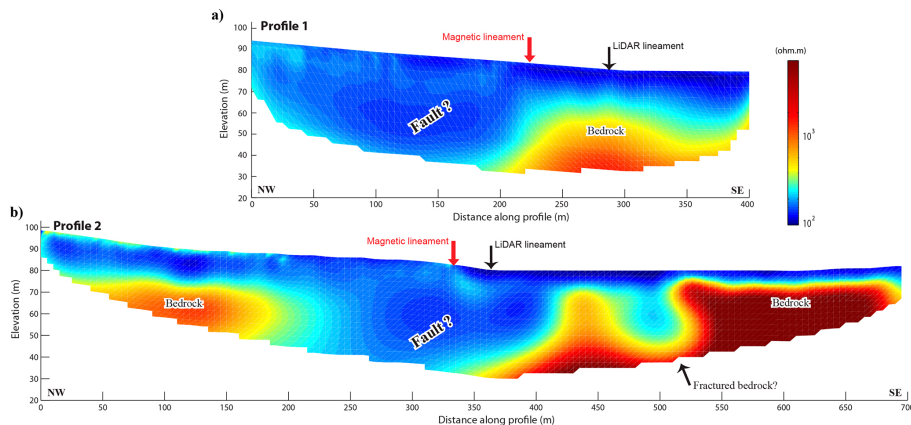 a)
Profile 1
Magnetic lineament
LiDAR lineament
(ohm.m)
100
90
80
70
60
50
40
30
20
Elevation (m)
Fault ?
Bedrock
10³
10²
NW
SE
0 50 100 150 200 250 300 350 400
Distance along profile (m)
b)
Profile 2
Magnetic lineament
LiDAR lineament
100
90
80
70
60
50
40
30
20
Elevation (m)
Bedrock
Fault ?
Bedrock
Fractured bedrock?
NW
SE
0 50 100 150 200 250 300 350 400 450 500 550 600 650 700
Distance along profile (m)